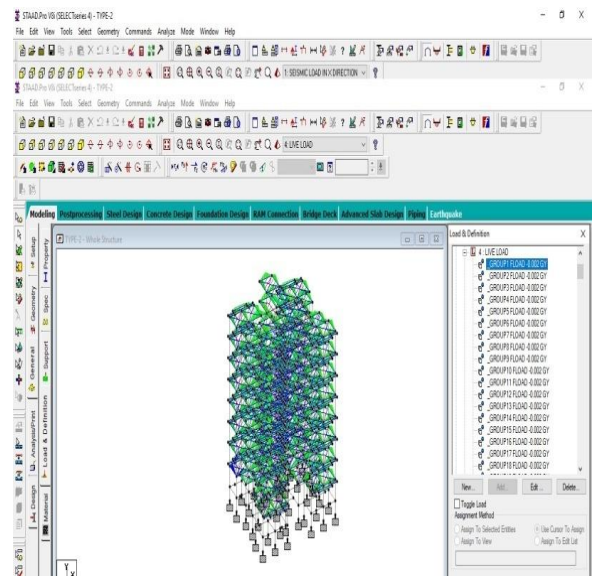 STAAD.Pro V8i (SELECTseries 4) - TYPE-2
File Edit View Tools Select Geometry Commands Analyze Mode Window Help
1: SEISMIC LOAD IN X DIRECTION
STAAD.Pro V8i (SELECTseries 4) - TYPE-2
File Edit View Tools Select Geometry Commands Analyze Mode Window Help
4: LIVE LOAD
Modeling Postprocessing Steel Design Concrete Design Foundation Design RAM Connection Bridge Deck Advanced Slab Design Piping Earthquake
Setup
Geometry
General
Analysis/Print
Design
Property
Spec
Support
Load & Definition
Material
TYPE-2 - Whole Structure
Y
X
Load & Definition
4 : LIVE LOAD
_GROUP1 FLOAD -0.002 GY
_GROUP2 FLOAD -0.002 GY
_GROUP3 FLOAD -0.002 GY
_GROUP4 FLOAD -0.002 GY
_GROUP5 FLOAD -0.002 GY
_GROUP6 FLOAD -0.002 GY
_GROUP7 FLOAD -0.002 GY
_GROUP8 FLOAD -0.002 GY
_GROUP9 FLOAD -0.002 GY
_GROUP10 FLOAD -0.002 GY
_GROUP11 FLOAD -0.002 GY
_GROUP12 FLOAD -0.002 GY
_GROUP13 FLOAD -0.002 GY
_GROUP14 FLOAD -0.002 GY
_GROUP15 FLOAD -0.002 GY
_GROUP16 FLOAD -0.002 GY
_GROUP17 FLOAD -0.002 GY
_GROUP18 FLOAD -0.002 GY
New... Add... Edit ... Delete...
Toggle Load
Assignment Method
Assign To Selected Entities Use Cursor To Assign
Assign To View Assign To Edit List